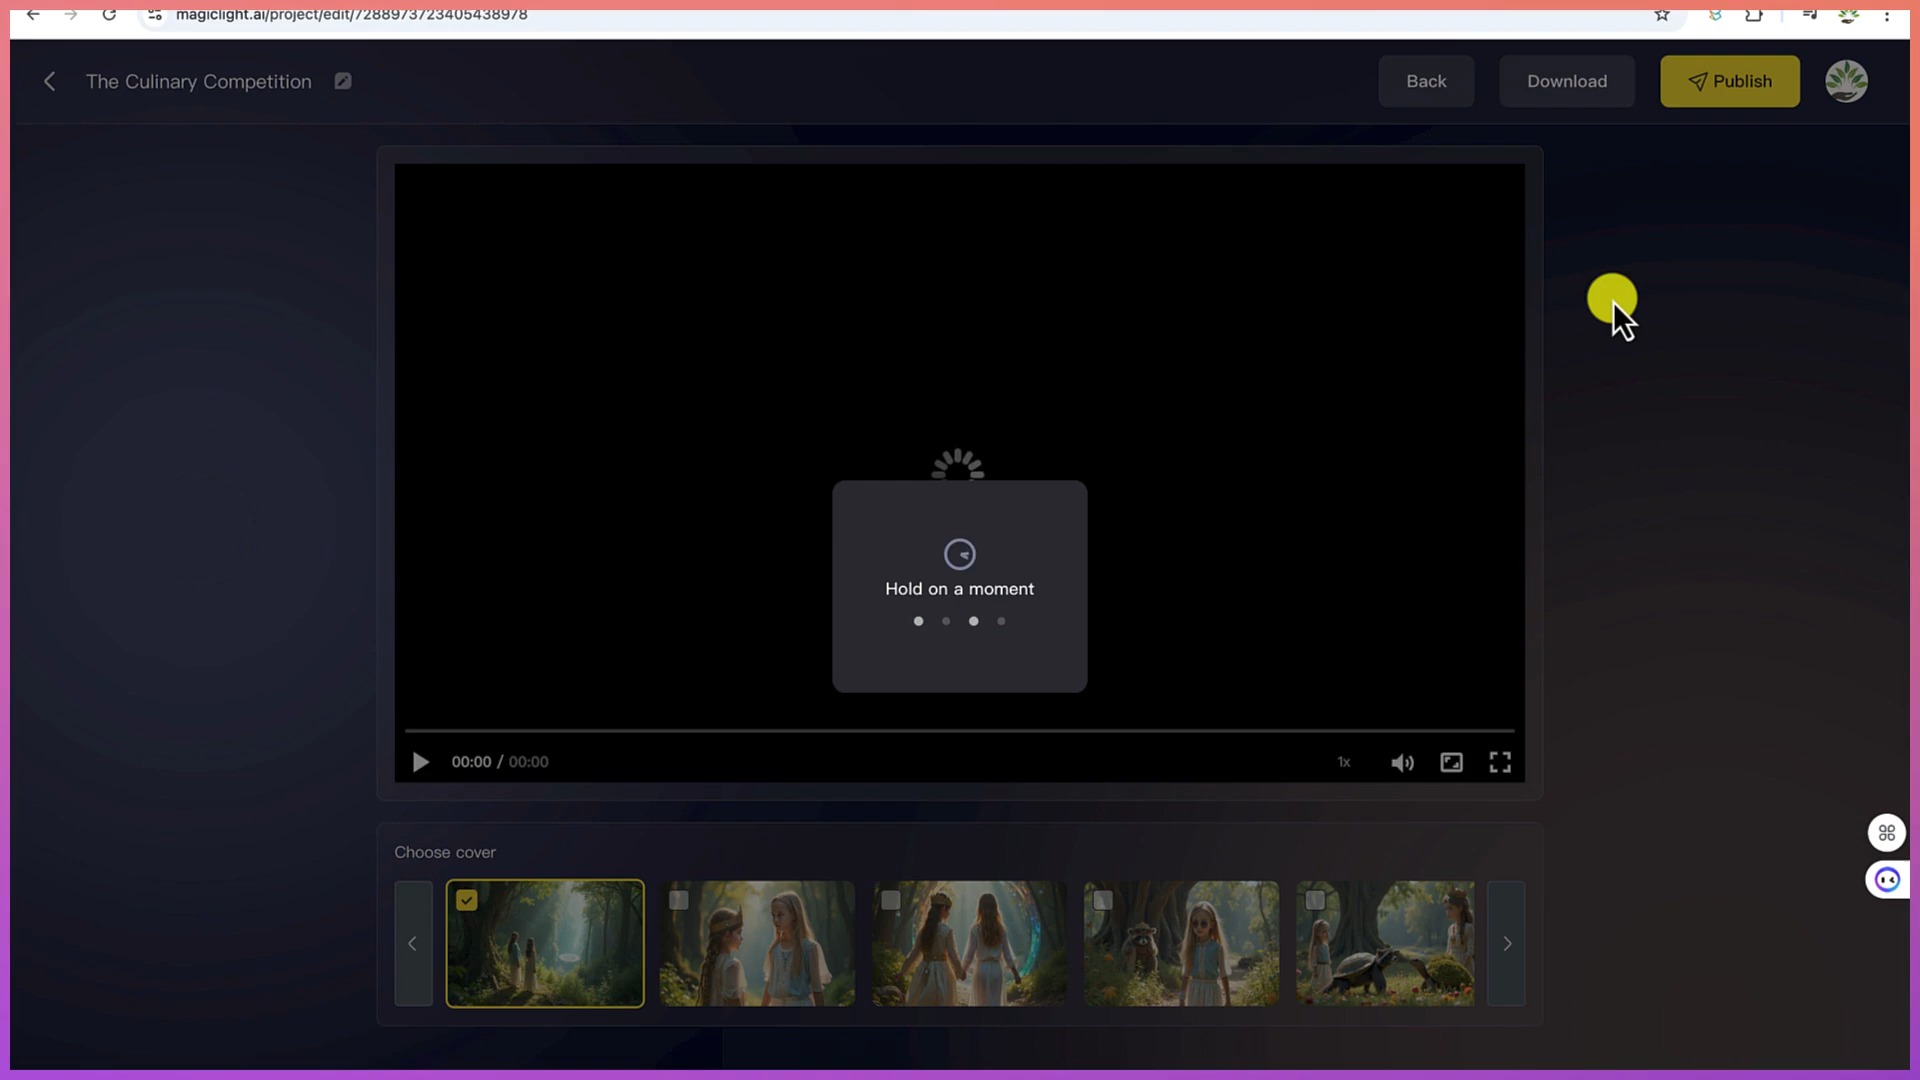 magiclight.ai/project/edit/7288973723405438978
The Culinary Competition
Back
Download
Publish
Hold on a moment
00:00 / 00:00
1x
Choose cover